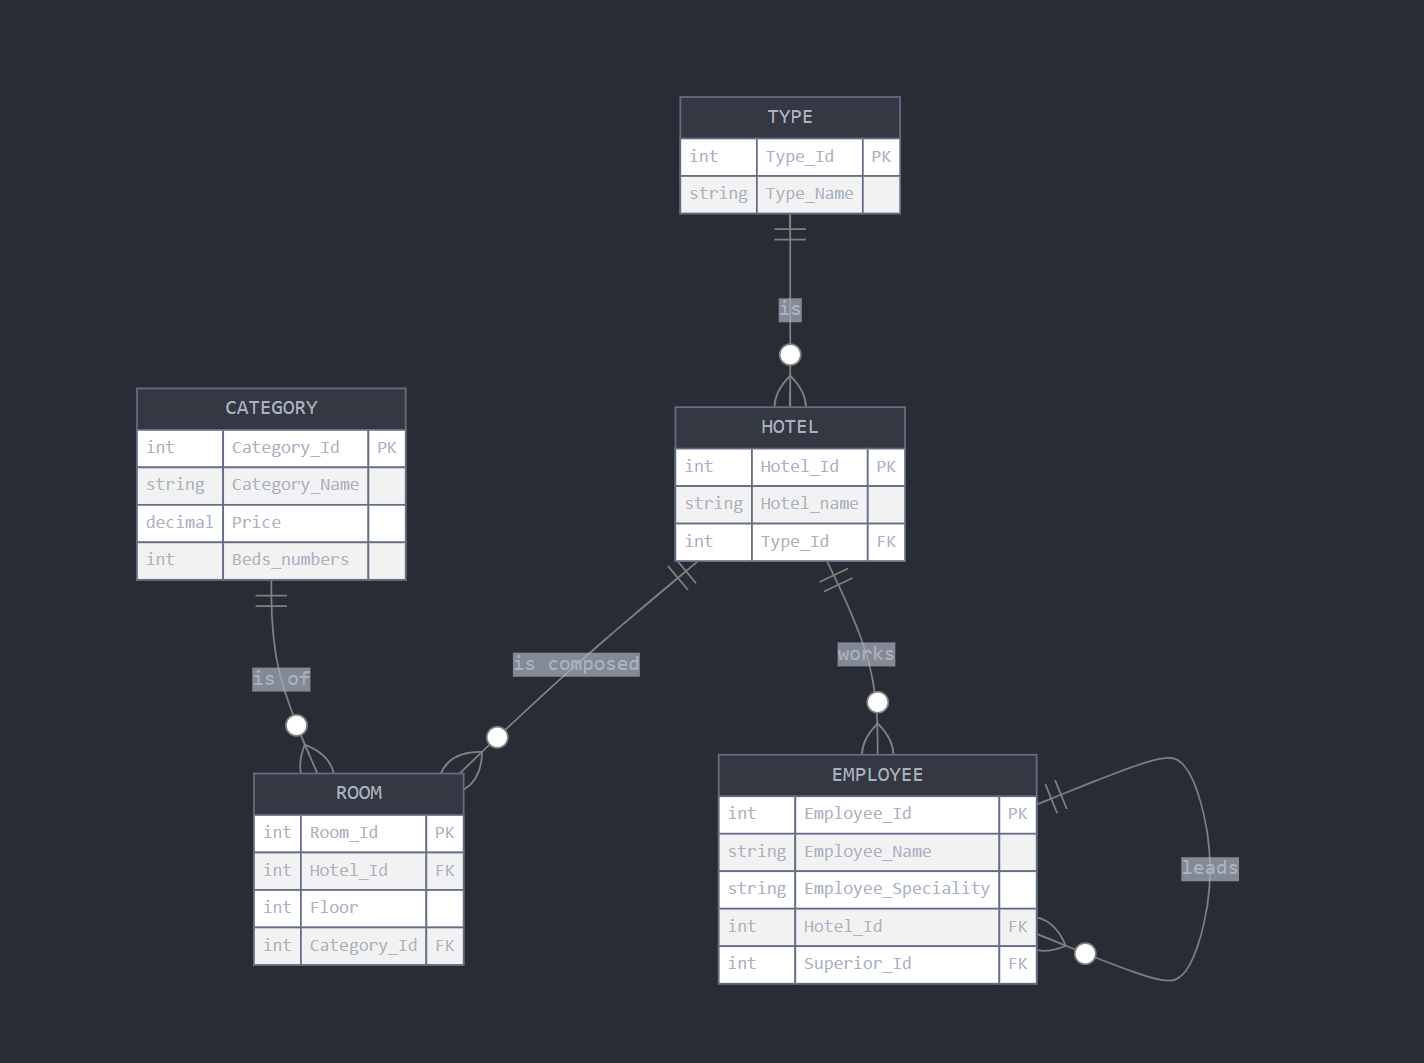 TYPE
int Type_Id PK
string Type_Name
is
CATEGORY
int Category_Id PK
string Category_Name
decimal Price
int Beds_numbers
HOTEL
int Hotel_Id PK
string Hotel_name
int Type_Id FK
is of
is composed
works
ROOM
int Room_Id PK
int Hotel_Id FK
int Floor
int Category_Id FK
EMPLOYEE
int Employee_Id PK
string Employee_Name
string Employee_Speciality
int Hotel_Id FK
int Superior_Id FK
leads